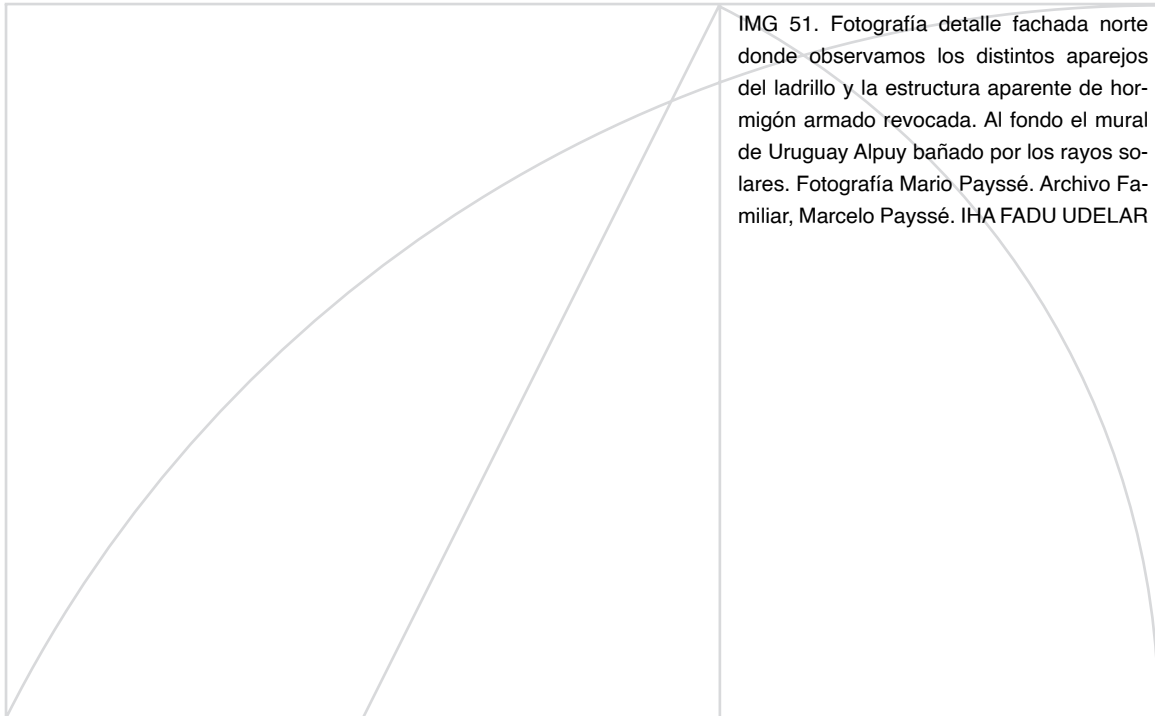 IMG 51. Fotografía detalle fachada norte
donde observamos los distintos aparejos
del ladrillo y la estructura aparente de hor-
migón armado revocada. Al fondo el mural
de Uruguay Alpuy bañado por los rayos so-
lares. Fotografía Mario Payssé. Archivo Fa-
miliar, Marcelo Payssé. IHA FADU UDELAR